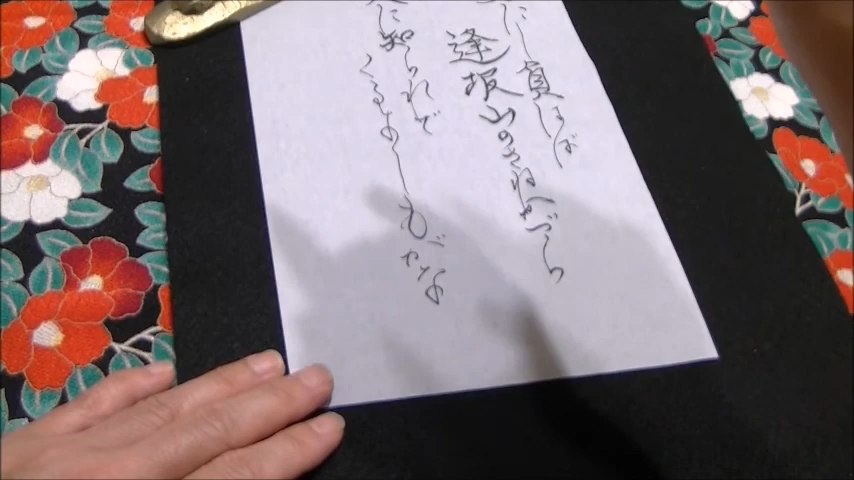 にし負はば
逢坂山のさねかづら
に知られで
くるよしもがな